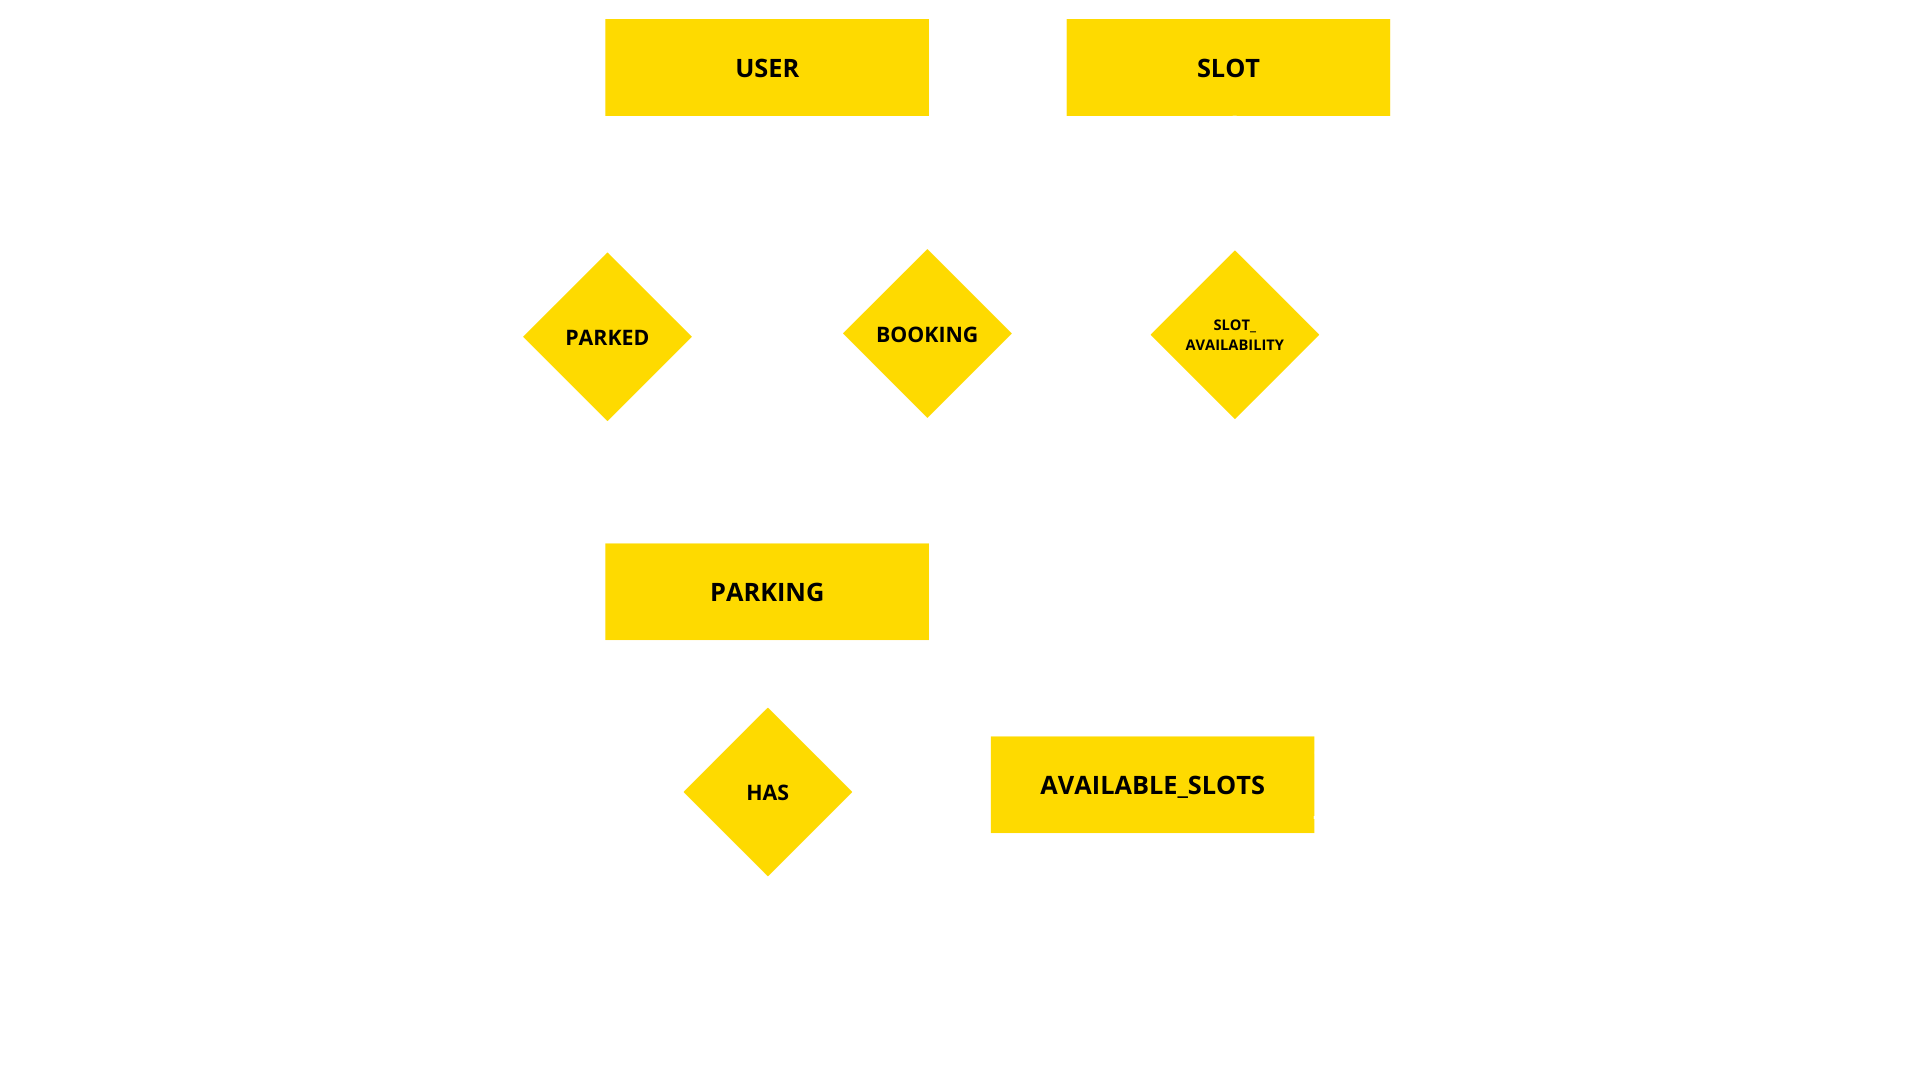 USER
SLOT
PARKED
BOOKING
SLOT_
AVAILABILITY
PARKING
HAS
AVAILABLE_SLOTS